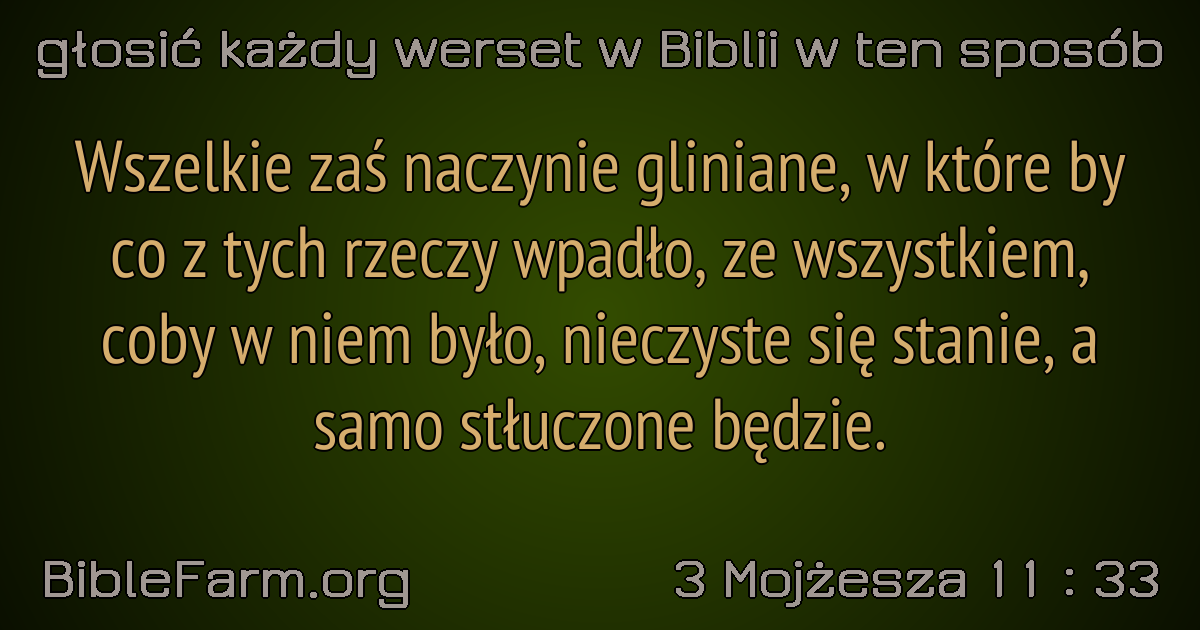 głosić każdy werset w Biblii w ten sposób
Wszelkie zaś naczynie gliniane, w które by
co z tych rzeczy wpadło, ze wszystkiem,
coby w niem było, nieczyste się stanie, a
samo stłuczone będzie.
BibleFarm.org
3 Mojżesza 11 : 33